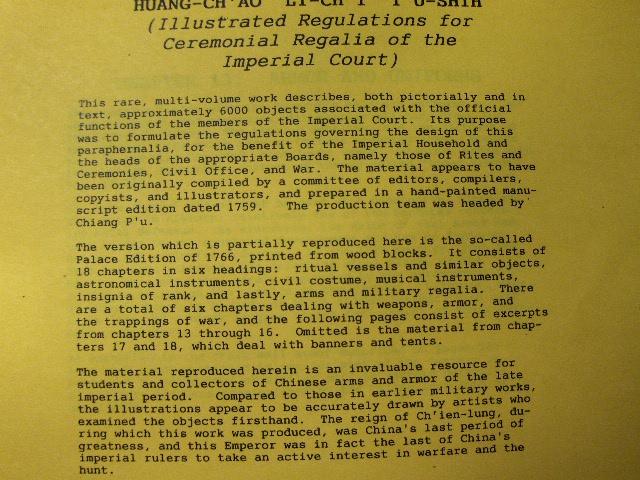 HUANG-CH'AO LI-CH'I T'U-SHIH
(Illustrated Regulations for
Ceremonial Regalia of the
Imperial Court)
This rare, multi-volume work describes, both pictorially and in
text, approximately 6000 objects associated with the official
functions of the members of the Imperial Court. Its purpose
was to formulate the regulations governing the design of this
paraphernalia, for the benefit of the Imperial Household and
the heads of the appropriate Boards, namely those of Rites and
Ceremonies, Civil Office, and War. The material appears to have
been originally compiled by a committee of editors, compilers,
copyists, and illustrators, and prepared in a hand-painted manu-
script edition dated 1759. The production team was headed by
Chiang P'u.
The version which is partially reproduced here is the so-called
Palace Edition of 1766, printed from wood blocks. It consists of
18 chapters in six headings: ritual vessels and similar objects,
astronomical instruments, civil costume, musical instruments,
insignia of rank, and lastly, arms and military regalia. There
are a total of six chapters dealing with weapons, armor, and
the trappings of war, and the following pages consist of excerpts
from chapters 13 through 16. Omitted is the material from chap-
ters 17 and 18, which deal with banners and tents.
The material reproduced herein is an invaluable resource for
students and collectors of Chinese arms and armor of the late
imperial period. Compared to those in earlier military works,
the illustrations appear to be accurately drawn by artists who
examined the objects firsthand. The reign of Ch'ien-lung, du-
ring which this work was produced, was China's last period of
greatness, and this Emperor was in fact the last of China's
imperial rulers to take an active interest in warfare and the
hunt.